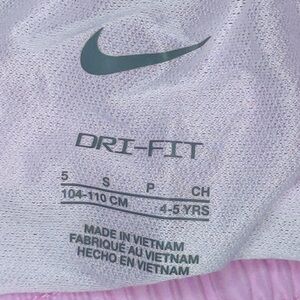 DRI-FIT
5 S P CH
104-110 CM 4-5 YRS
MADE IN VIETNAM
FABRIQUÉ AU VIETNAM
HECHO EN VIETNAM